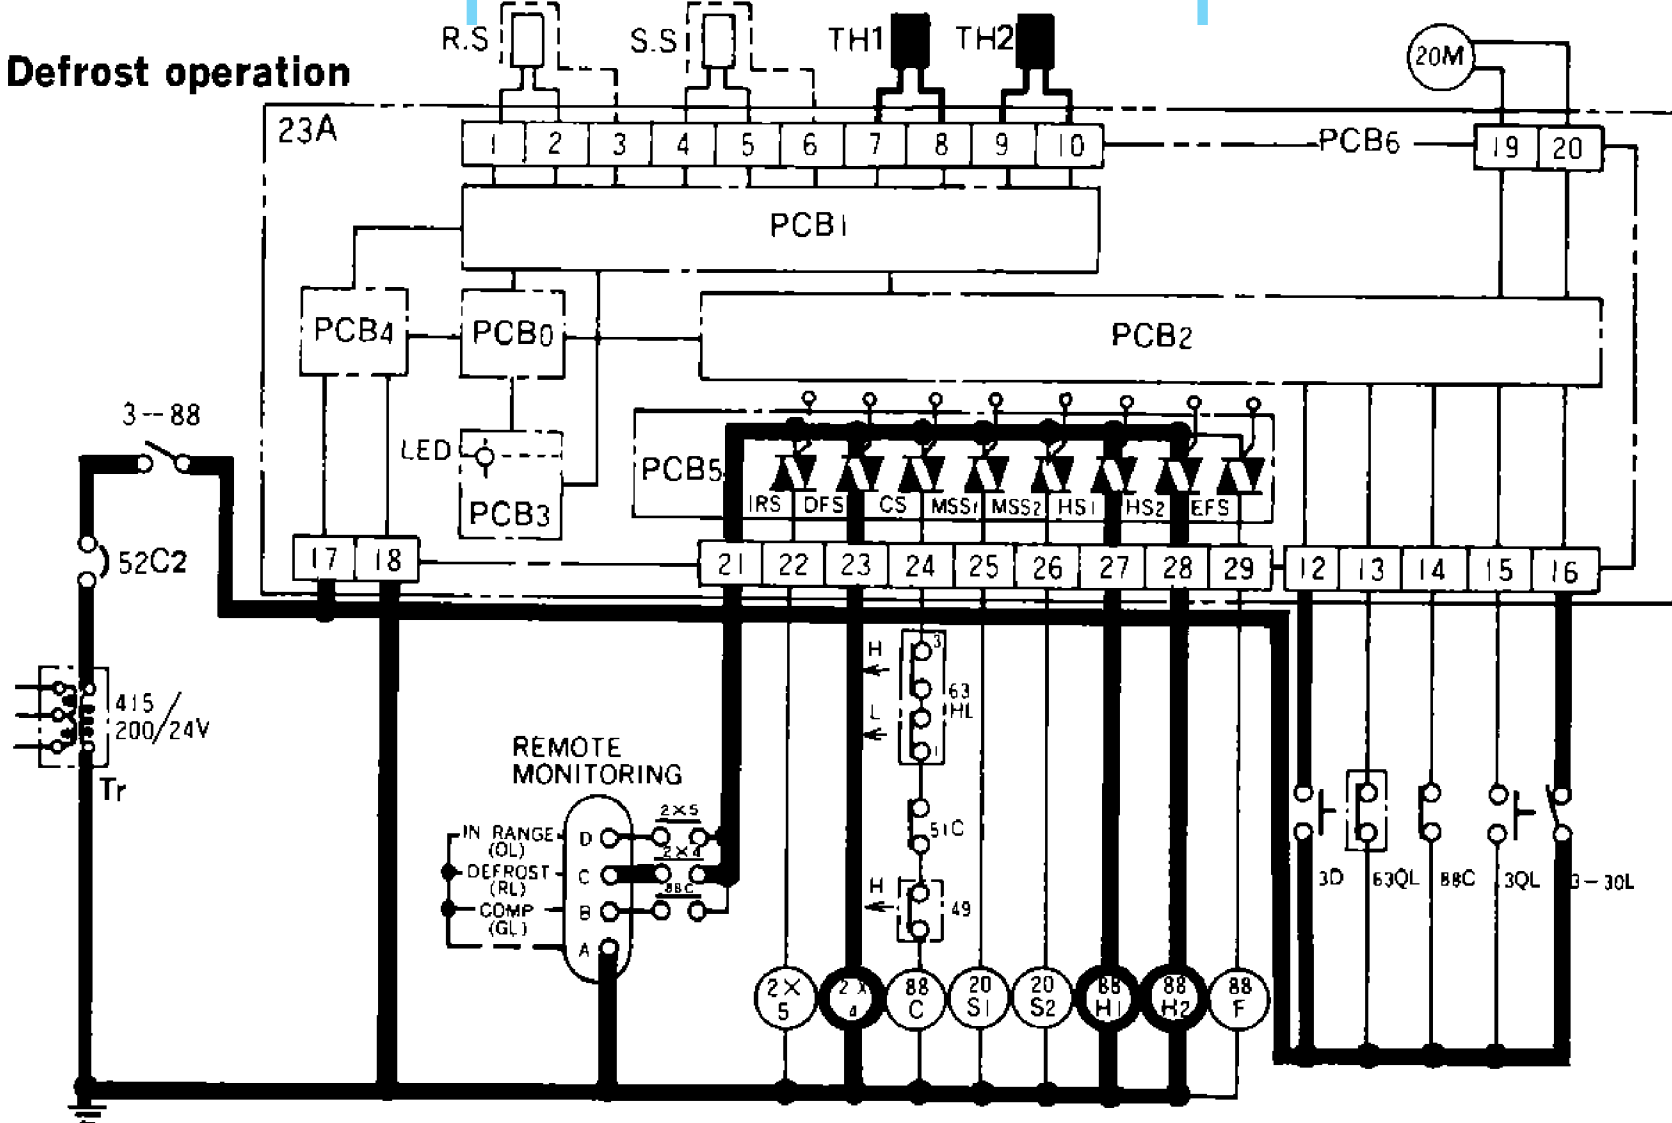 R.S S.S TH1 TH2 20M
Defrost operation
23A
1 2 3 4 5 6 7 8 9 10 PCB6 19 20
PCB1
PCB4 PCB0 PCB2
3-88
LED
PCB5
PCB3
IRS DFS CS MSS1 MSS2 HS1 HS2 EFS
52C2
17 18 21 22 23 24 25 26 27 28 29 12 13 14 15 16
H 3
63
L HL
1
415
200/24V
Tr
REMOTE
MONITORING
2X5
IN RANGE D
(OL)
2X4
DEFROST C
(RL)
88C
COMP B
(GL)
A
51C
H 49
3D 63QL 88C 3QL 3-30L
2X
5
2X
4
88
C
20
S1
20
S2
88
H1
88
H2
88
F